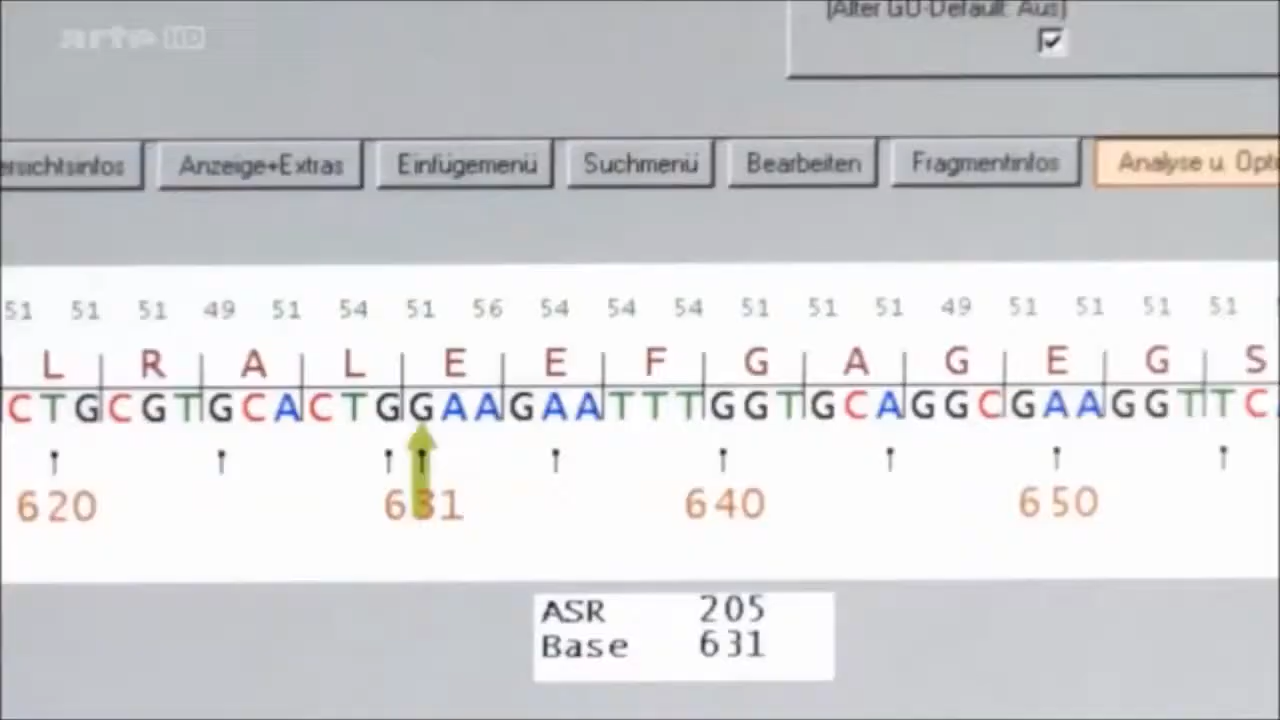 arte HD
(Alter GU-Default: Aus)
ersichtsinfos Anzeige+Extras Einfügemenü Suchmenü Bearbeiten Fragmentinfos Analyse u. Opti
51 51 51 49 51 54 51 56 54 54 54 51 51 51 49 51 51 51 51
L R A L E E F G A G E G S
CTGCGTGCACTGGAAGAATTTGGTGCAGGCGAAGGTTC
620 631 640 650
ASR 205
Base 631